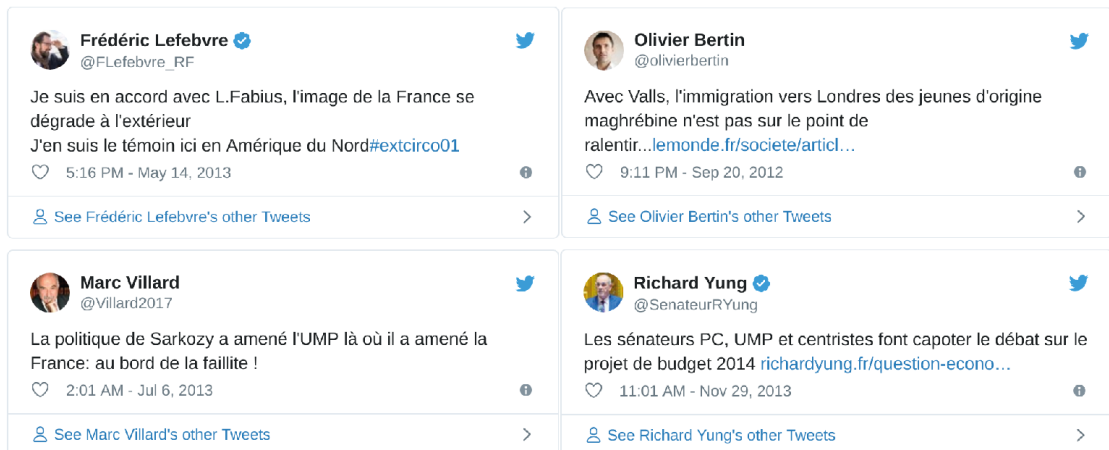 Frédéric Lefebvre
@FLefebvre_RF
Je suis en accord avec L.Fabius, l'image de la France se
dégrade à l'extérieur
J'en suis le témoin ici en Amérique du Nord#extcirco01
5:16 PM - May 14, 2013
See Frédéric Lefebvre's other Tweets
Olivier Bertin
@olivierbertin
Avec Valls, l'immigration vers Londres des jeunes d'origine
maghrébine n'est pas sur le point de
ralentir...lemonde.fr/societe/articl…
9:11 PM - Sep 20, 2012
See Olivier Bertin's other Tweets
Marc Villard
@Villard2017
La politique de Sarkozy a amené l'UMP là où il a amené la
France: au bord de la faillite !
2:01 AM - Jul 6, 2013
See Marc Villard's other Tweets
Richard Yung
@SenateurRYung
Les sénateurs PC, UMP et centristes font capoter le débat sur le
projet de budget 2014 richardyung.fr/question-econo…
11:01 AM - Nov 29, 2013
See Richard Yung's other Tweets